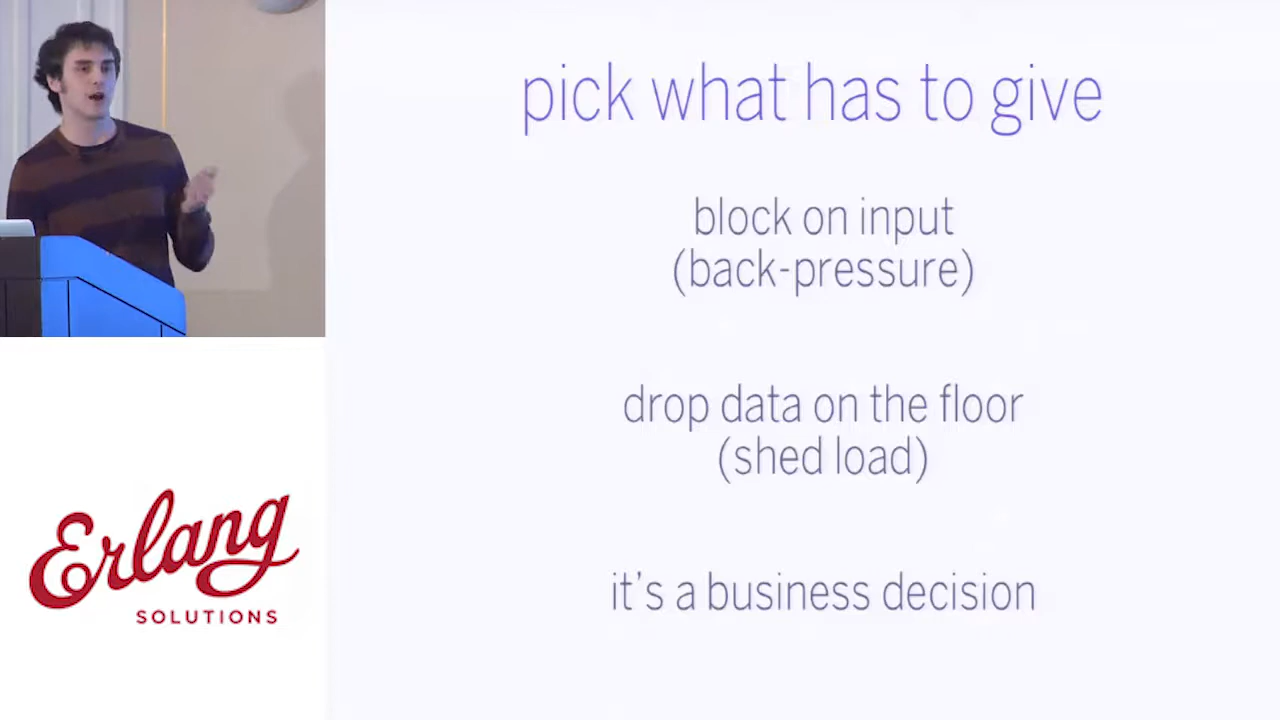 pick what has to give
block on input
(back-pressure)
drop data on the floor
(shed load)
it's a business decision
Erlang
SOLUTIONS